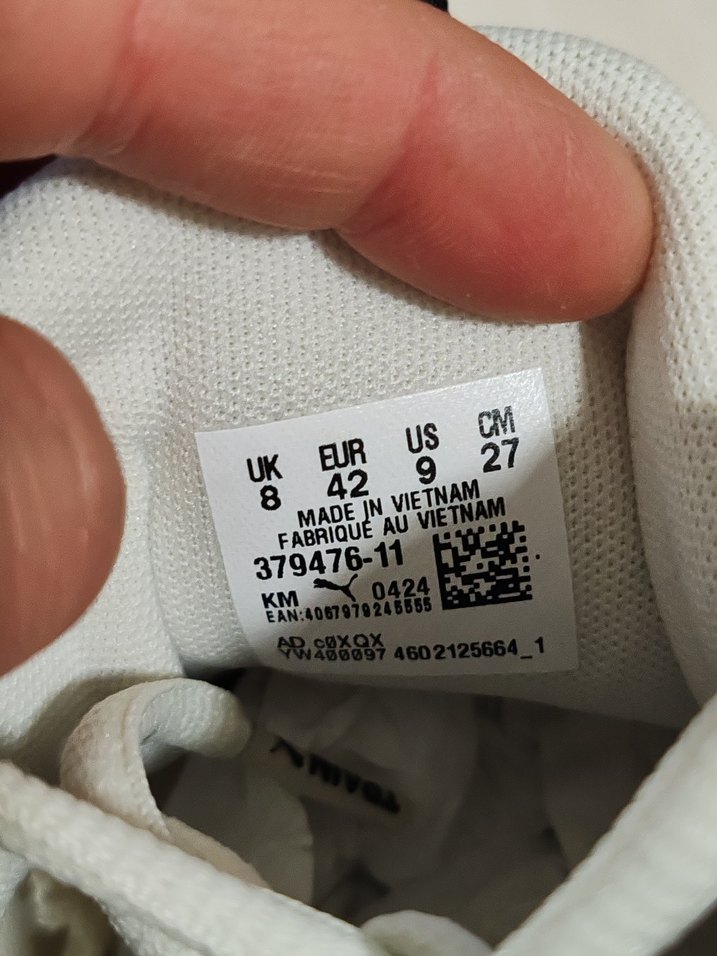 UK EUR US CM
8 42 9 27
MADE IN VIETNAM
FABRIQUE AU VIETNAM
379476-11
KM 0424
EAN:4067979245555
AD c0XQX
YW400097 4602125664_1